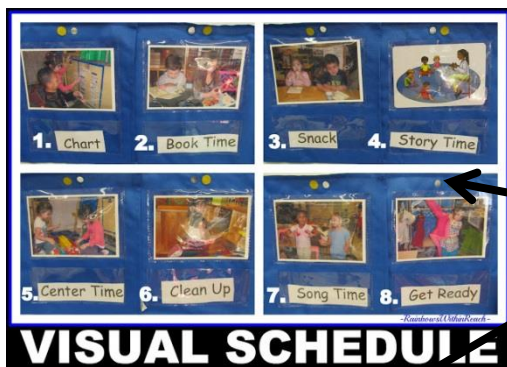 1. Chart
2. Book Time
3. Snack
4. Story Time
5. Center Time
6. Clean Up
7. Song Time
8. Get Ready
-RainbowsWithinReach-
VISUAL SCHEDULE